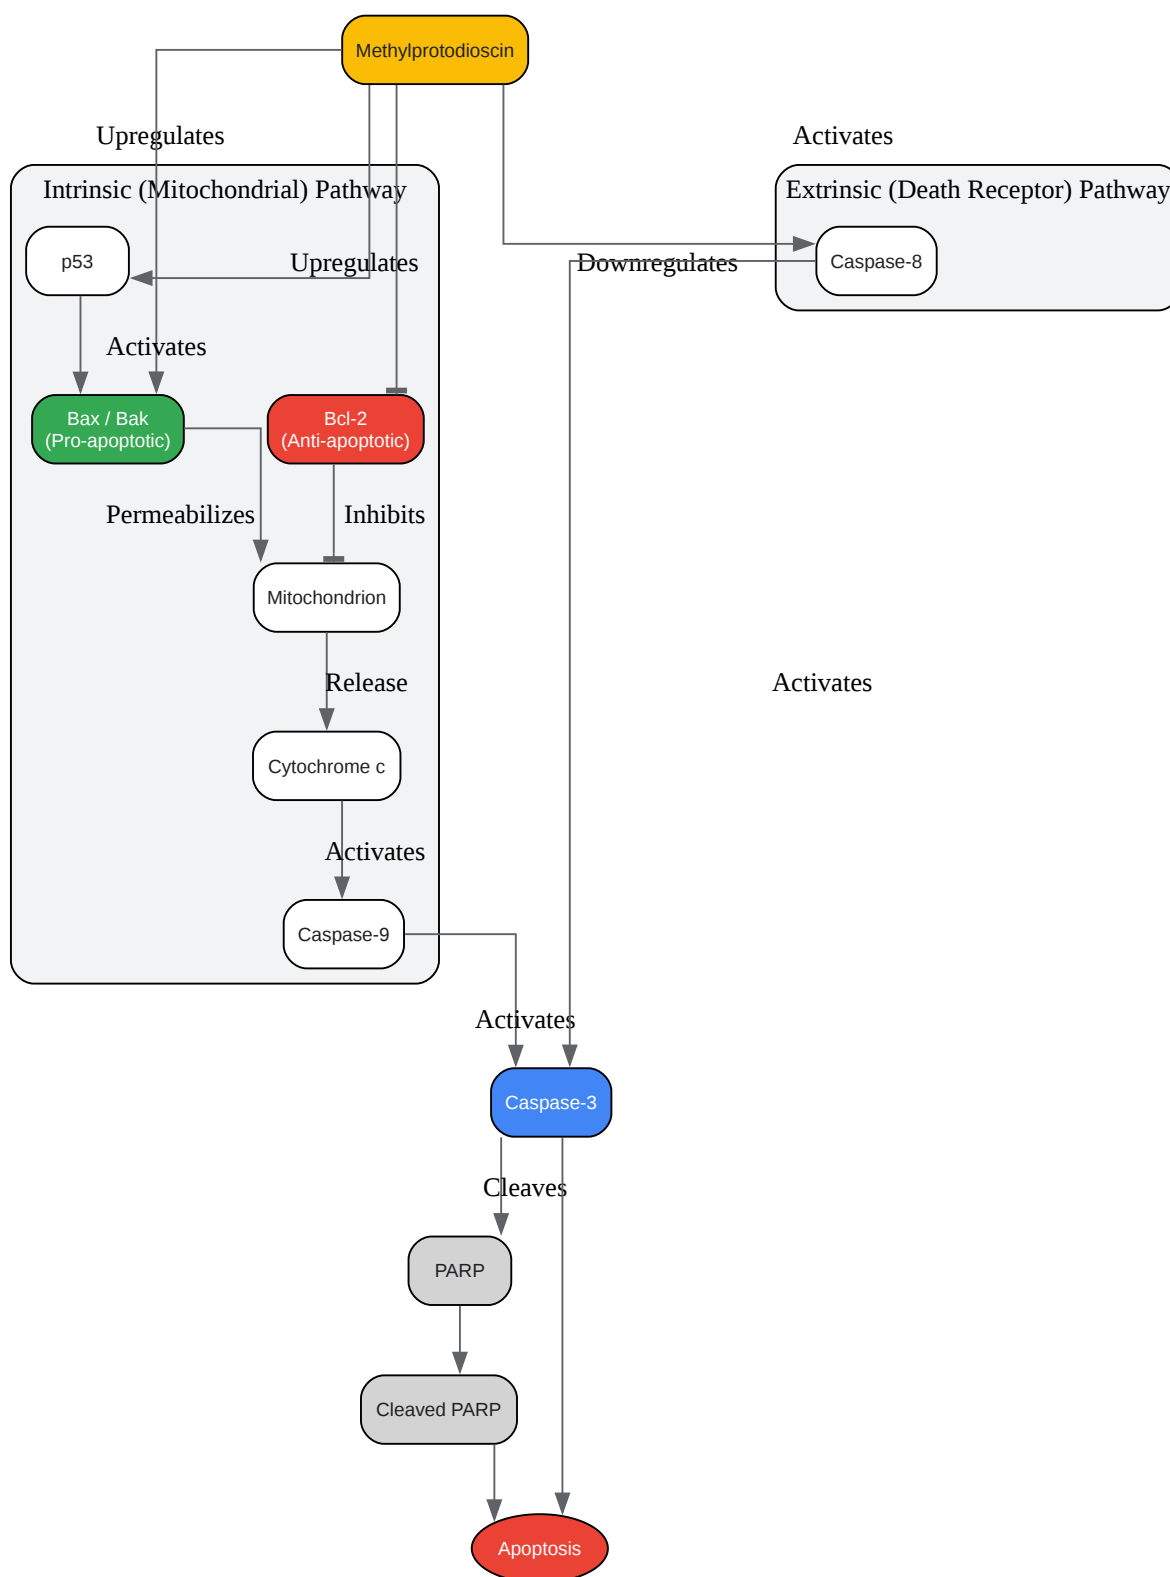 Methylprotodioscin
Upregulates
Activates
Intrinsic (Mitochondrial) Pathway
Extrinsic (Death Receptor) Pathway
p53
Upregulates
Downregulates
Caspase-8
Activates
Bax / Bak
(Pro-apoptotic)
Bcl-2
(Anti-apoptotic)
Permeabilizes
Inhibits
Mitochondrion
Release
Activates
Cytochrome c
Activates
Caspase-9
Activates
Caspase-3
Cleaves
PARP
Cleaved PARP
Apoptosis